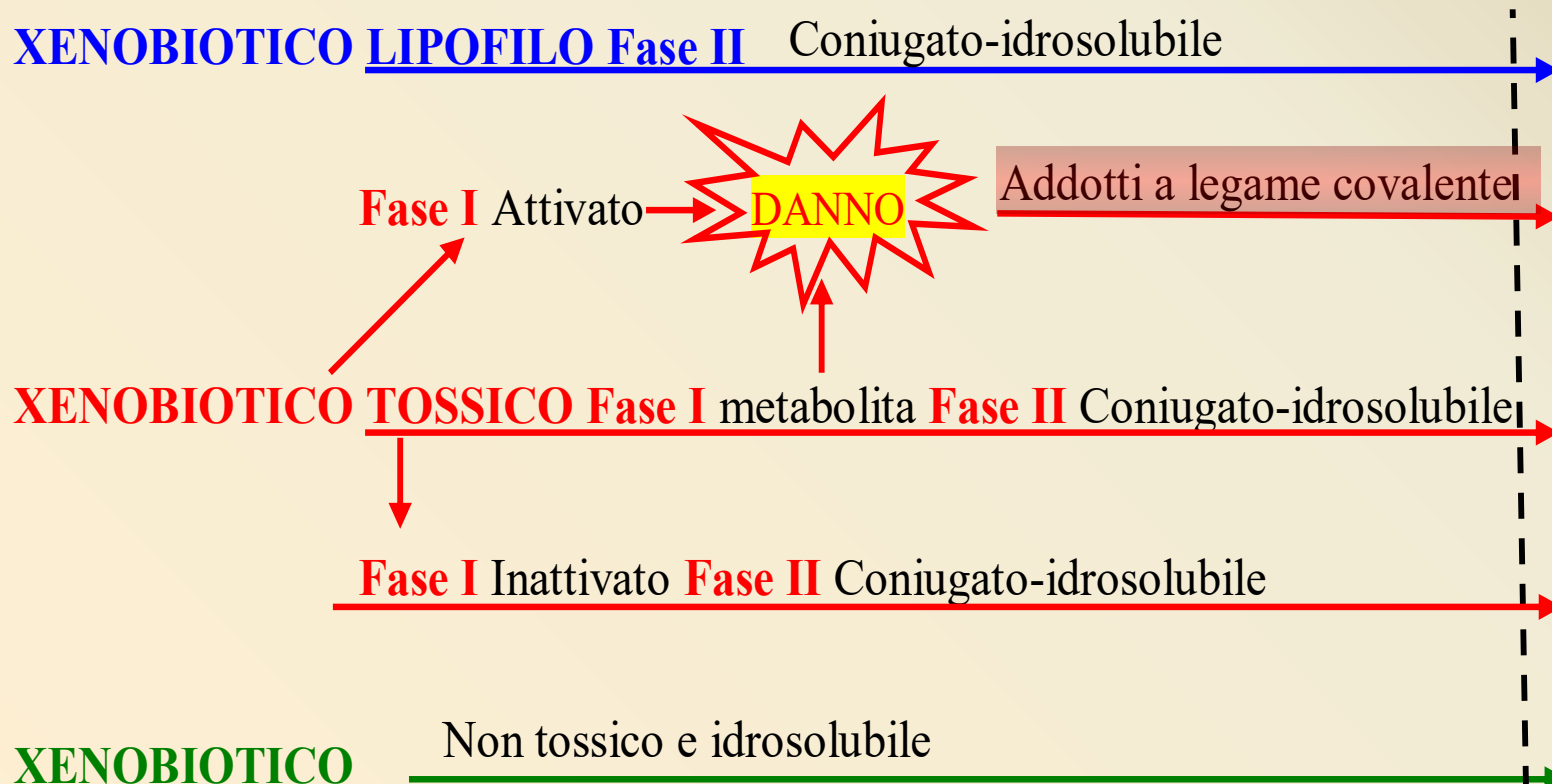 XENOBIOTICO LIPOFILO Fase II Coniugato-idrosolubile
Fase I Attivato DANNO Addotti a legame covalente
XENOBIOTICO TOSSICO Fase I metabolita Fase II Coniugato-idrosolubile
Fase I Inattivato Fase II Coniugato-idrosolubile
Non tossico e idrosolubile
XENOBIOTICO